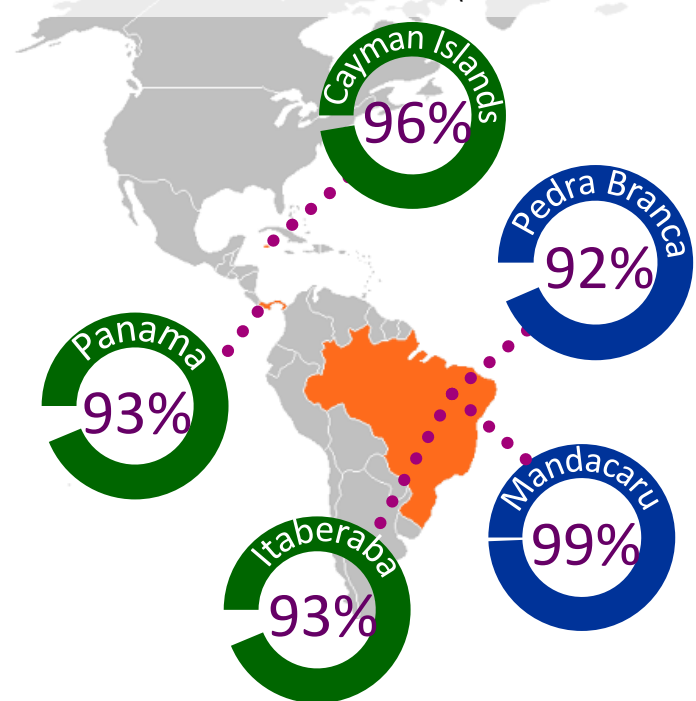 Cayman Islands
96%
Pedra Branca
92%
Panama
93%
Mandacaru
99%
Itaberaba
93%